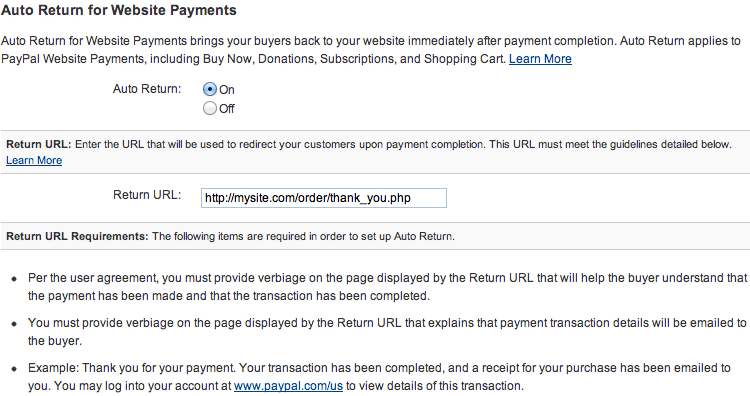 Auto Return for Website Payments
Auto Return for Website Payments brings your buyers back to your website immediately after payment completion. Auto Return applies to
PayPal Website Payments, including Buy Now, Donations, Subscriptions, and Shopping Cart. Learn More
Auto Return: On
Off
Return URL: Enter the URL that will be used to redirect your customers upon payment completion. This URL must meet the guidelines detailed below.
Learn More
Return URL: http://mysite.com/order/thank_you.php
Return URL Requirements: The following items are required in order to set up Auto Return.
• Per the user agreement, you must provide verbiage on the page displayed by the Return URL that will help the buyer understand that
the payment has been made and that the transaction has been completed.
• You must provide verbiage on the page displayed by the Return URL that explains that payment transaction details will be emailed to
the buyer.
• Example: Thank you for your payment. Your transaction has been completed, and a receipt for your purchase has been emailed to
you. You may log into your account at www.paypal.com/us to view details of this transaction.